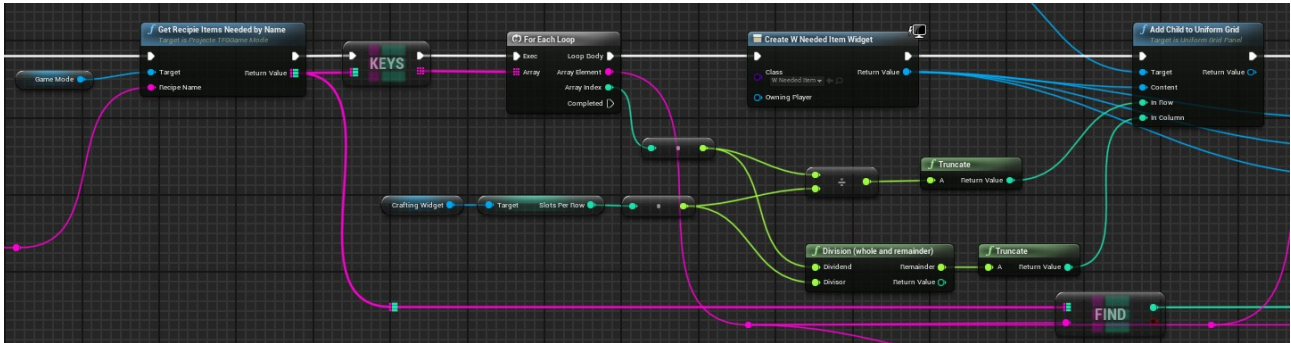 Get Recipie Items Needed by Name
Target is Projecte TFGGame Mode
Target
Return Value
Recipe Name
Game Mode
KEYS
For Each Loop
Exec
Loop Body
Array
Array Element
Array Index
Completed
Create W Needed Item Widget
Class
W Needed Item
Return Value
Owning Player
Add Child to Uniform Grid
Target is Uniform Grid Panel
Target
Return Value
Content
In Row
In Column
÷
Truncate
A
Return Value
Crafting Widget
Target
Slots Per Row
Division (whole and remainder)
Dividend
Remainder
Divisor
Return Value
Truncate
A
Return Value
FIND